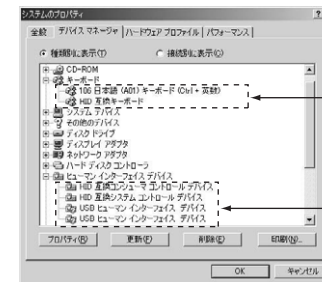 システムのプロパティ
全般 デバイス マネージャ ハードウェア プロファイル パフォーマンス
種類別に表示(T) 接続別に表示(C)
CD-ROM
キーボード
106 日本語 (A01) キーボード (Ctrl + 英数)
HID 互換キーボード
システム デバイス
その他のデバイス
ディスク ドライブ
ディスプレイ アダプタ
ネットワーク アダプタ
ハード ディスク コントローラ
ヒューマン インターフェイス デバイス
HID 互換コンシューマ コントロール デバイス
HID 互換システム コントロール デバイス
USB ヒューマン インターフェイス デバイス
USB ヒューマン インターフェイス デバイス
プロパティ(R) 更新(F) 削除(E) 印刷(N)...
OK キャンセル